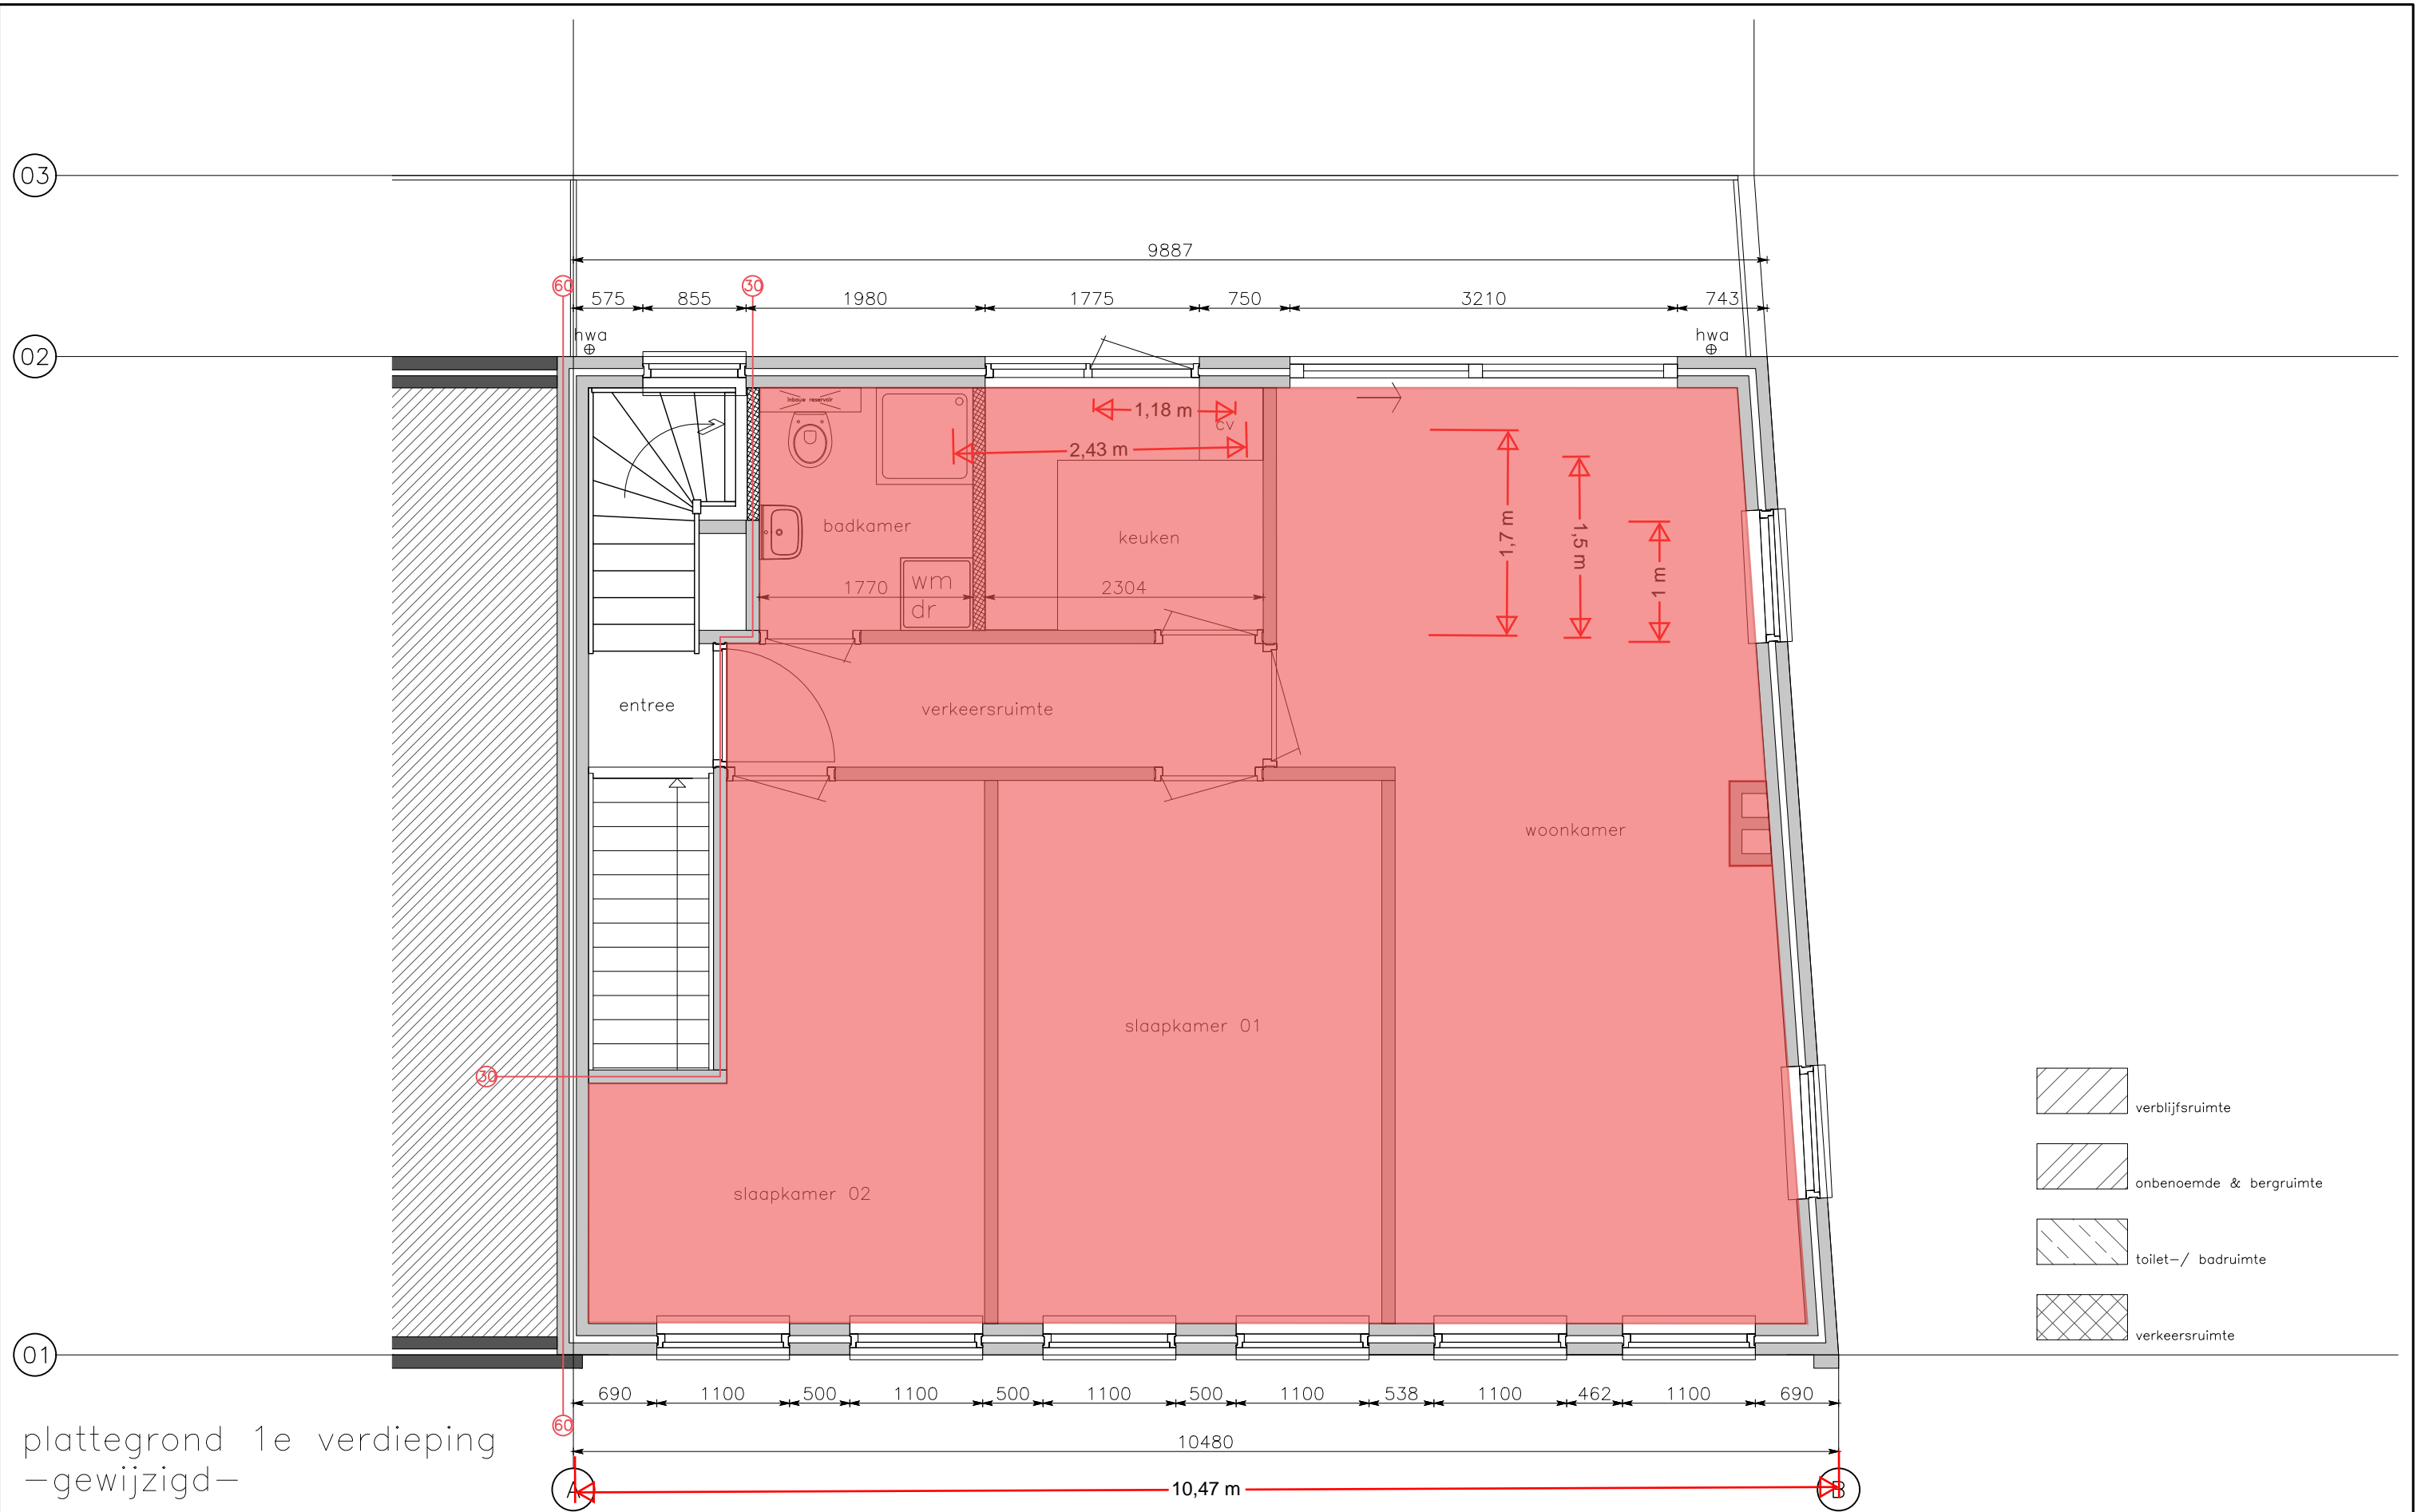 03
9887
60
30
575
855
1980
1775
750
3210
743
hwa
hwa
02
Inbouw reservoir
1,18 m
cv
2,43 m
1,7 m
1,5 m
1 m
badkamer
keuken
1770
wm
dr
2304
entree
verkeersruimte
woonkamer
slaapkamer 01
30
slaapkamer 02
verblijfsruimte
onbenoemde & bergruimte
toilet-/ badruimte
verkeersruimte
01
690
1100
500
1100
500
1100
500
1100
538
1100
462
1100
690
60
plattegrond 1e verdieping
-gewijzigd-
10480
A
10,47 m
B